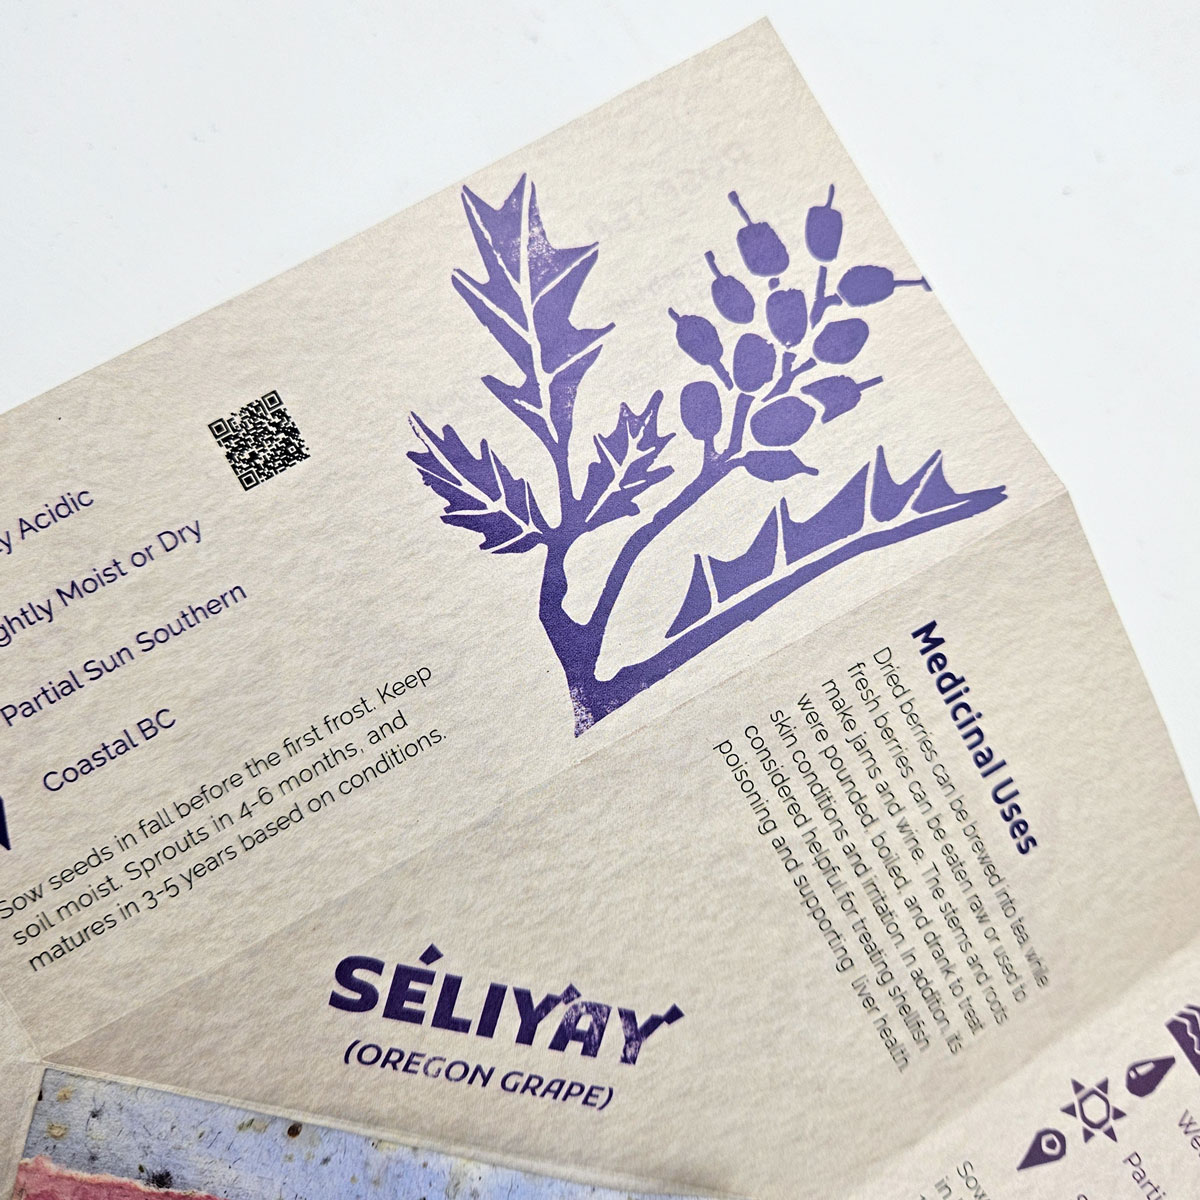 Acidic
Moist or Dry
Partial Sun Southern
Coastal BC
Sow seeds in fall before the first frost. Keep
soil moist. Sprouts in 4-6 months, and
matures in 3-5 years based on conditions.
SÉLIY̓AY̓
(OREGON GRAPE)
Medicinal Uses
Dried berries can be brewed into tea, while
fresh berries can be eaten raw or used to
make jams and wine. The stems and roots
were pounded, boiled, and drank to treat
skin conditions and irritation. In addition, it's
considered helpful for treating shellfish
poisoning and supporting liver health.
Sow
in